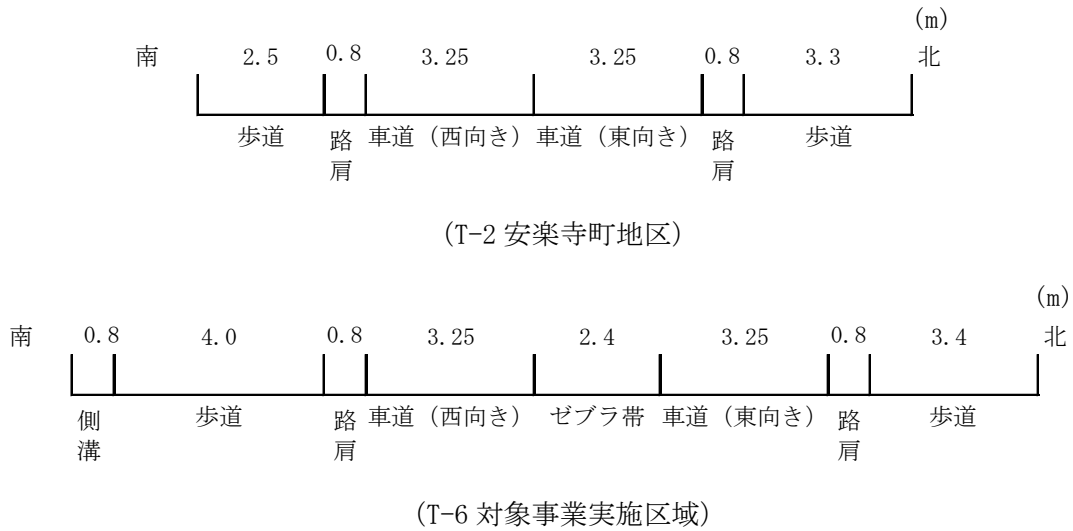 (m)
南 2.5 0.8 3.25 3.25 0.8 3.3 北
歩道 路肩 車道（西向き） 車道（東向き） 路肩 歩道
(T-2 安楽寺町地区)
(m)
南 0.8 4.0 0.8 3.25 2.4 3.25 0.8 3.4 北
側溝 歩道 路肩 車道（西向き） ゼブラ帯 車道（東向き） 路肩 歩道
(T-6 対象事業実施区域)